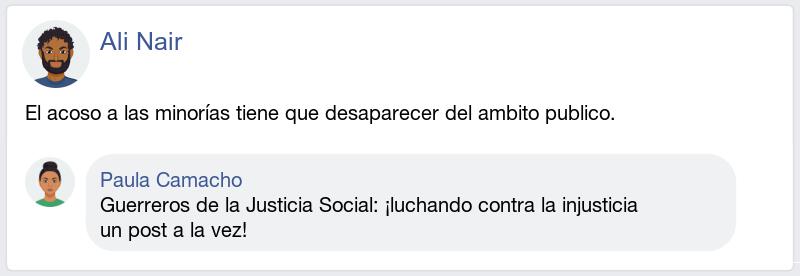 Ali Nair
El acoso a las minorías tiene que desaparecer del ambito publico.
Paula Camacho
Guerreros de la Justicia Social: ¡luchando contra la injusticia
un post a la vez!